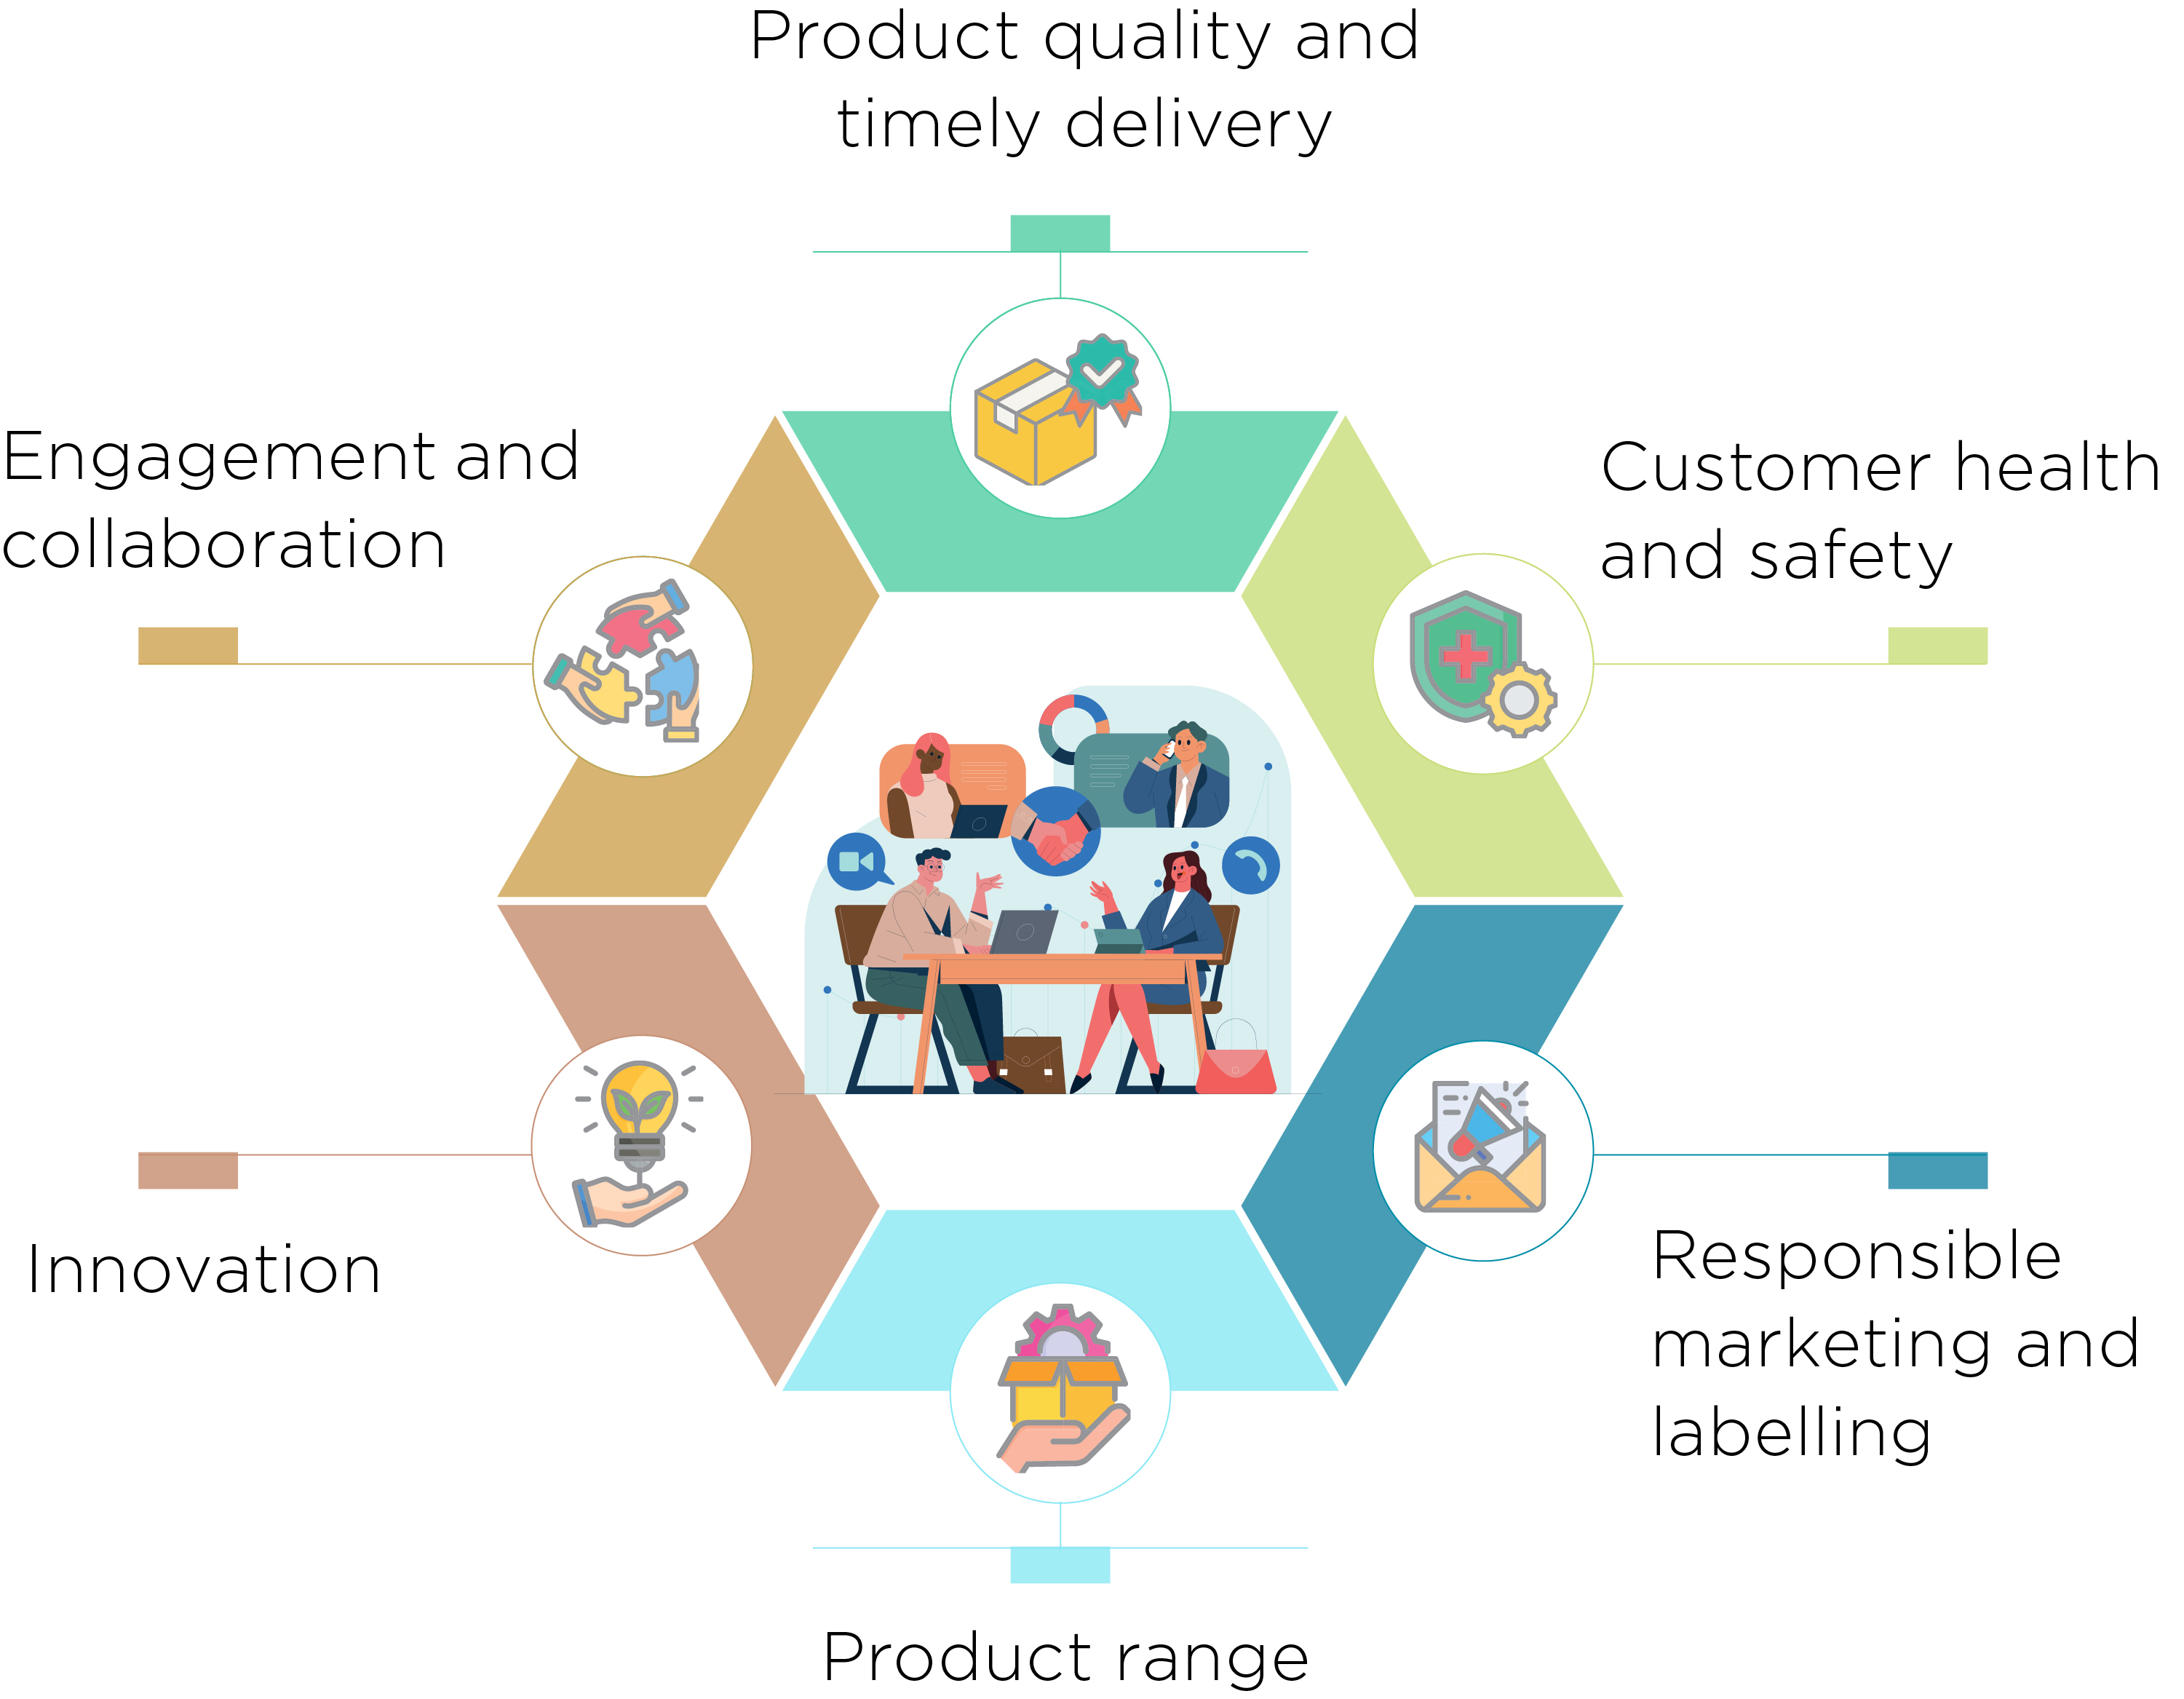 Product quality and
timely delivery
Engagement and
collaboration
Customer health
and safety
Innovation
Responsible
marketing and
labelling
Product range